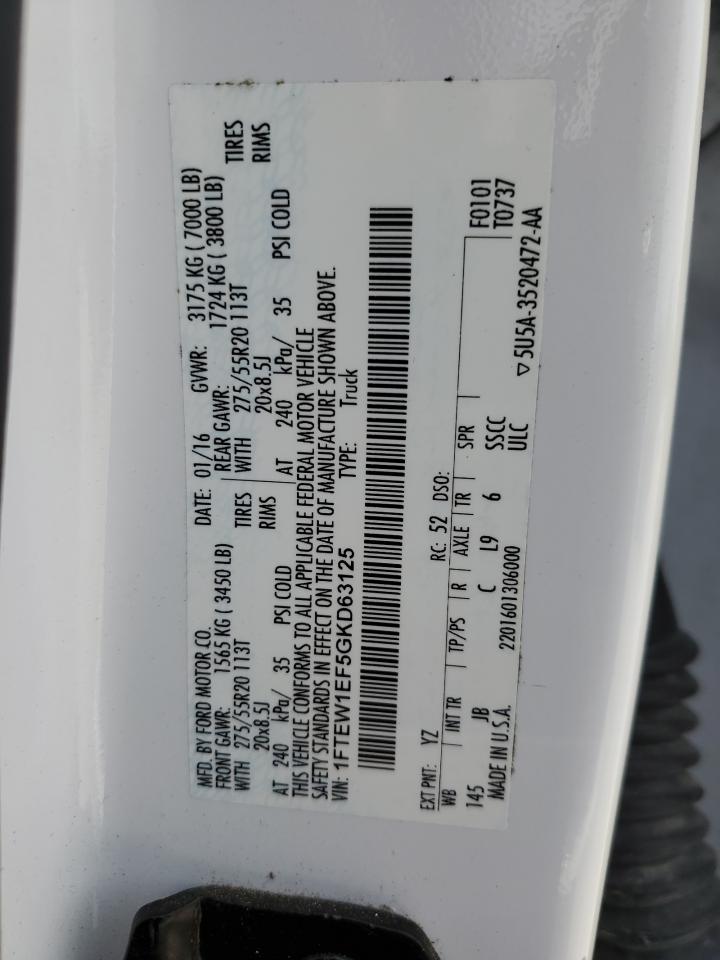 MFD. BY FORD MOTOR CO. DATE: 01/16 GVWR: 3175 KG ( 7000 LB)
FRONT GAWR: 1565 KG ( 3450 LB) REAR GAWR: 1724 KG ( 3800 LB)
WITH 275/55R20 113T TIRES WITH 275/55R20 113T TIRES
20x8.5J RIMS 20x8.5J RIMS
AT 240 kPa/ 35 PSI COLD AT 240 kPa/ 35 PSI COLD
THIS VEHICLE CONFORMS TO ALL APPLICABLE FEDERAL MOTOR VEHICLE
SAFETY STANDARDS IN EFFECT ON THE DATE OF MANUFACTURE SHOWN ABOVE.
VIN: 1FTEW1EF5GKD63125 TYPE: Truck
EXT PNT: YZ RC: 52 DSO:
WB INT TR TP/PS R AXLE TR SPR F0101
145 JB C L9 6 SSCC T0737
MADE IN U.S.A. 2201601306000 ULC ▽5U5A-3520472-AA